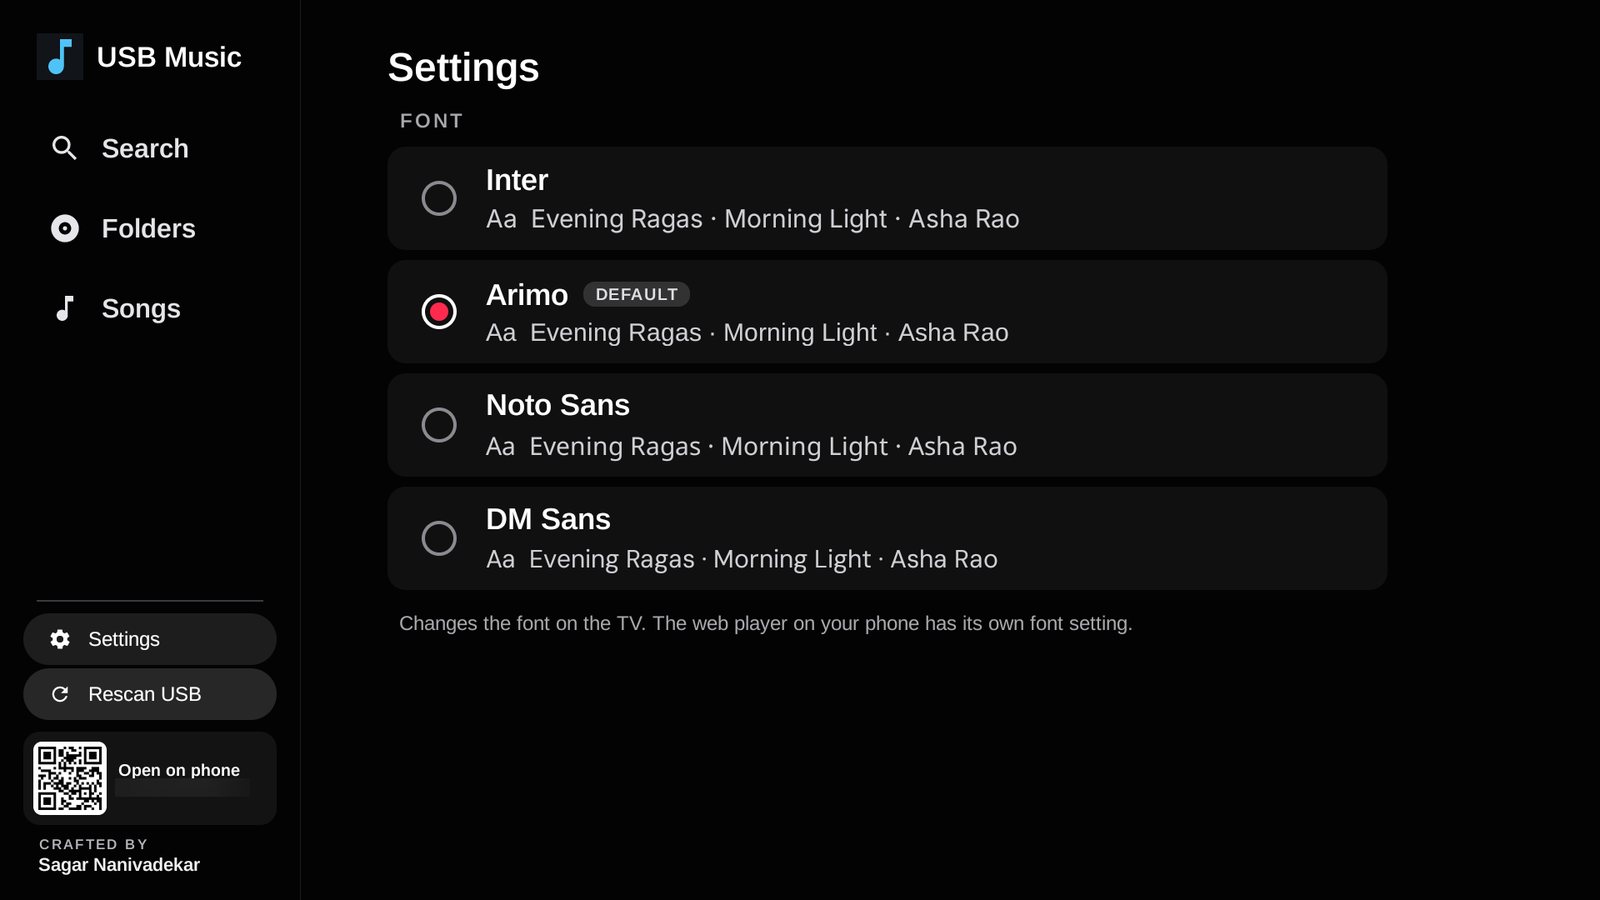 USB Music
Search
Folders
Songs
Settings
Rescan USB
Open on phone
CRAFTED BY
Sagar Nanivadekar
Settings
FONT
Inter
Aa Evening Ragas · Morning Light · Asha Rao
Arimo DEFAULT
Aa Evening Ragas · Morning Light · Asha Rao
Noto Sans
Aa Evening Ragas · Morning Light · Asha Rao
DM Sans
Aa Evening Ragas · Morning Light · Asha Rao
Changes the font on the TV. The web player on your phone has its own font setting.